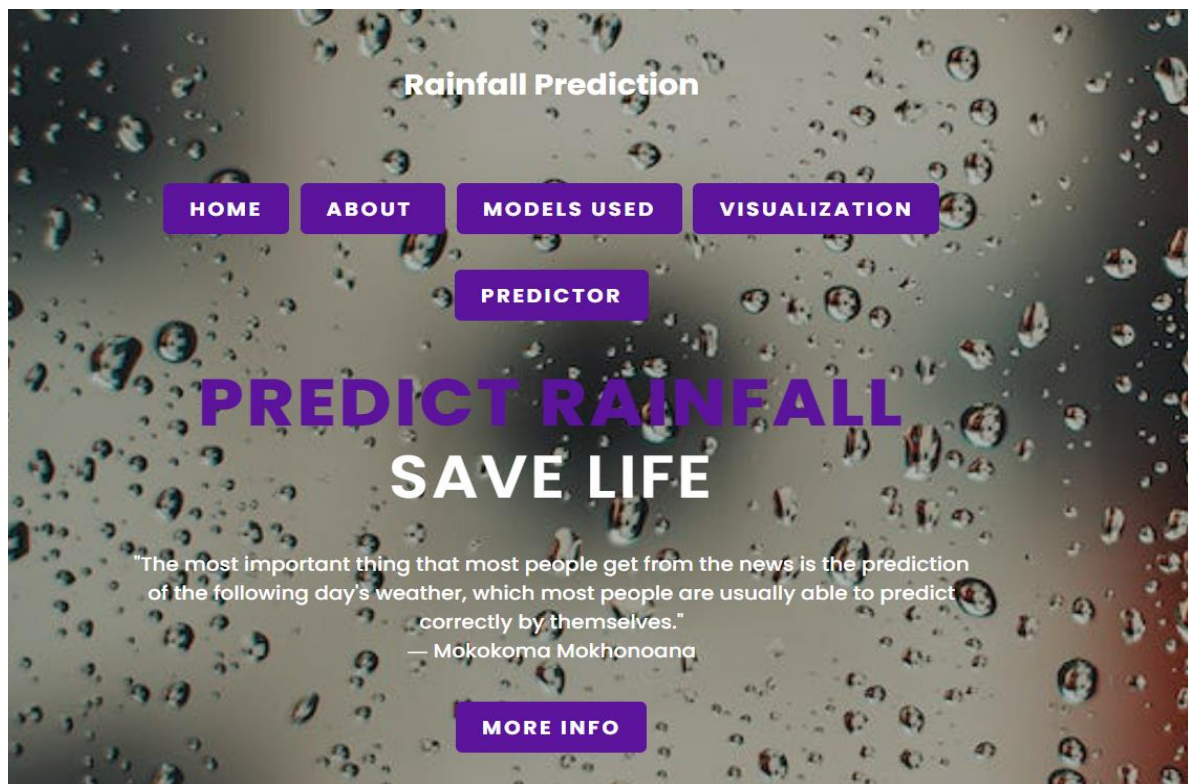 Rainfall Prediction
HOME ABOUT MODELS USED VISUALIZATION
PREDICTOR
PREDICT RAINFALL
SAVE LIFE
"The most important thing that most people get from the news is the prediction
of the following day's weather, which most people are usually able to predict
correctly by themselves."
— Mokokoma Mokhonoana
MORE INFO